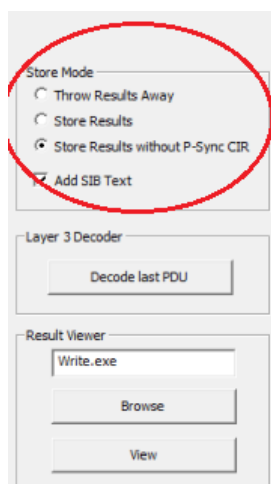 Store Mode
Throw Results Away
Store Results
Store Results without P-Sync CIR
Add SIB Text
Layer 3 Decoder
Decode last PDU
Result Viewer
Write.exe
Browse
View